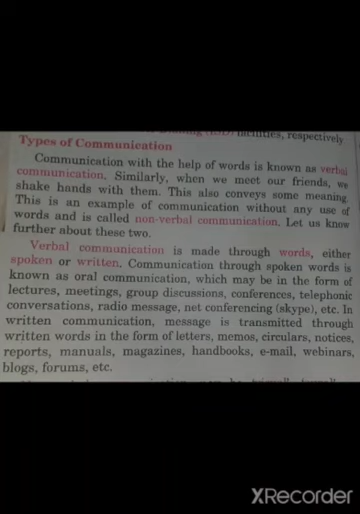 (ISD) facilities, respectively
Types of Communication
Communication with the help of words is known as verbal
communication. Similarly, when we meet our friends, we
shake hands with them. This also conveys some meaning.
This is an example of communication without any use of
words and is called non-verbal communication. Let us know
further about these two.
Verbal communication is made through words, either
spoken or written. Communication through spoken words is
known as oral communication, which may be in the form of
lectures, meetings, group discussions, conferences, telephonic
conversations, radio message, net conferencing (skype), etc. In
written communication, message is transmitted through
written words in the form of letters, memos, circulars, notices,
reports, manuals, magazines, handbooks, e-mail, webinars,
blogs, forums, etc.
XRecorder